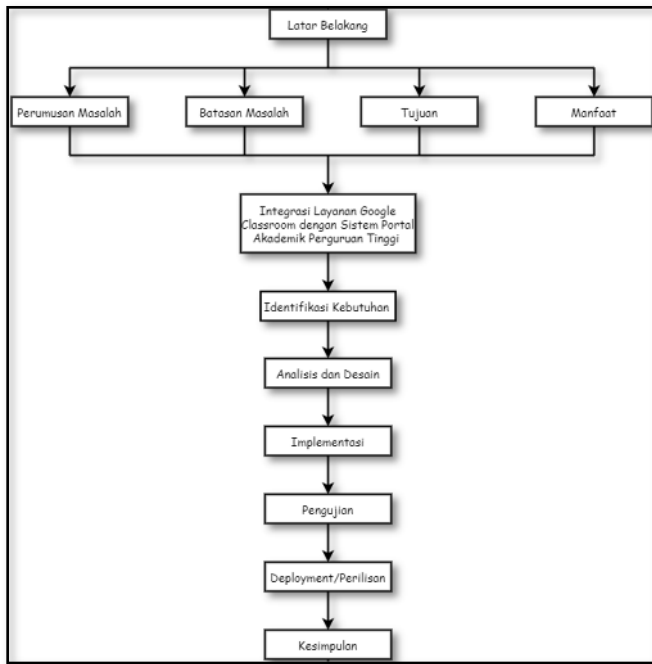 Latar Belakang
Perumusan Masalah
Batasan Masalah
Tujuan
Manfaat
Integrasi Layanan Google
Classroom dengan Sistem Portal
Akademik Perguruan Tinggi
Identifikasi Kebutuhan
Analisis dan Desain
Implementasi
Pengujian
Deployment/Perilisan
Kesimpulan